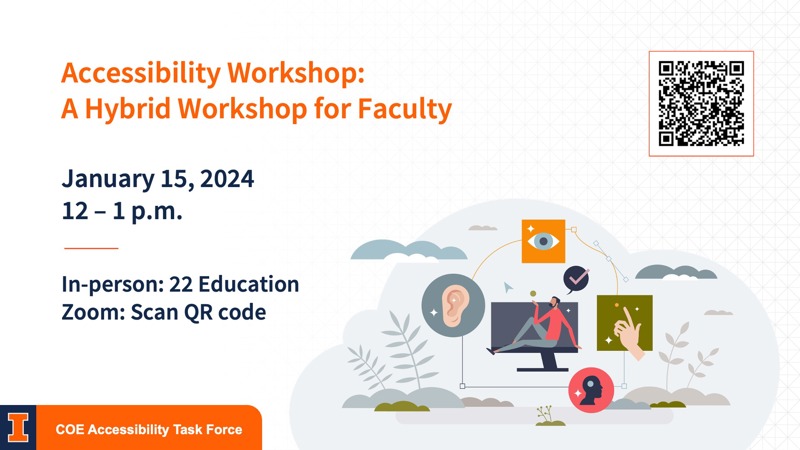 Accessibility Workshop:
A Hybrid Workshop for Faculty
January 15, 2024
12 – 1 p.m.
In-person: 22 Education
Zoom: Scan QR code
I
COE Accessibility Task Force